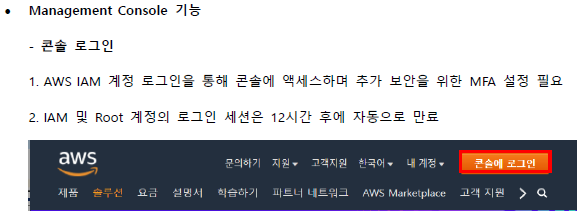 • Management Console 기능
- 콘솔 로그인
1. AWS IAM 계정 로그인을 통해 콘솔에 액세스하며 추가 보안을 위한 MFA 설정 필요
2. IAM 및 Root 계정의 로그인 세션은 12시간 후에 자동으로 만료
aws
문의하기 지원 고객지원 한국어 내 계정 콘솔에 로그인
제품 솔루션 요금 설명서 학습하기 파트너 네트워크 AWS Marketplace 고객 지원